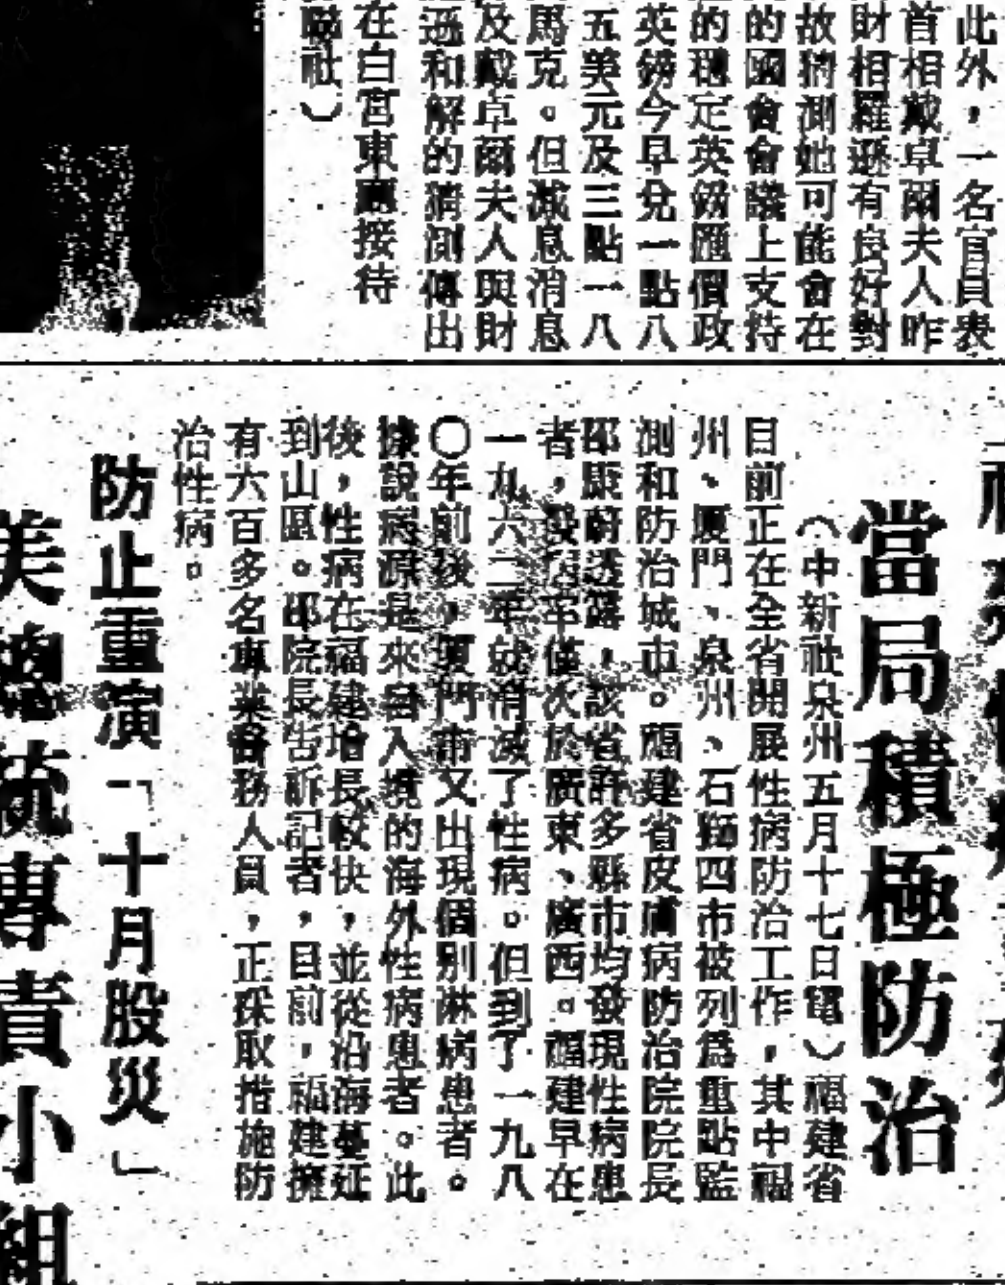 此外，一名官員表
首相戴卓爾夫人昨
財相羅遜有良好對
故猜測她可能會在
的國會會議上支持
的穩定英鎊匯價政
英鎊今早兌一點八
五美元及三點一八
馬克。但減息消息
及戴卓爾夫人與財
遜和解的猜測傳出
聯社）
在白宮東廳接待
當局積極防治
（中新社泉州五月十七日電）福建省
目前正在全省開展性病防治工作，其中福
州、廈門、泉州、石獅四市被列為重點監
測和防治城市。福建省皮膚病防治院院長
邵康蔚透露，該省許多縣市均發現性病患
者，發病率僅次於廣東、廣西。福建早在
一九六二年就消滅了性病。但到了一九八
〇年前後，廈門市又出現個別淋病患者。
據說病源是來自入境的海外性病患者。此
後，性病在福建增長較快，並從沿海蔓延
到山區。邵院長告訴記者，目前，福建擁
有六百多名專業醫務人員，正採取措施防
治性病。
防止重演「十月股災」
美總統專責小組